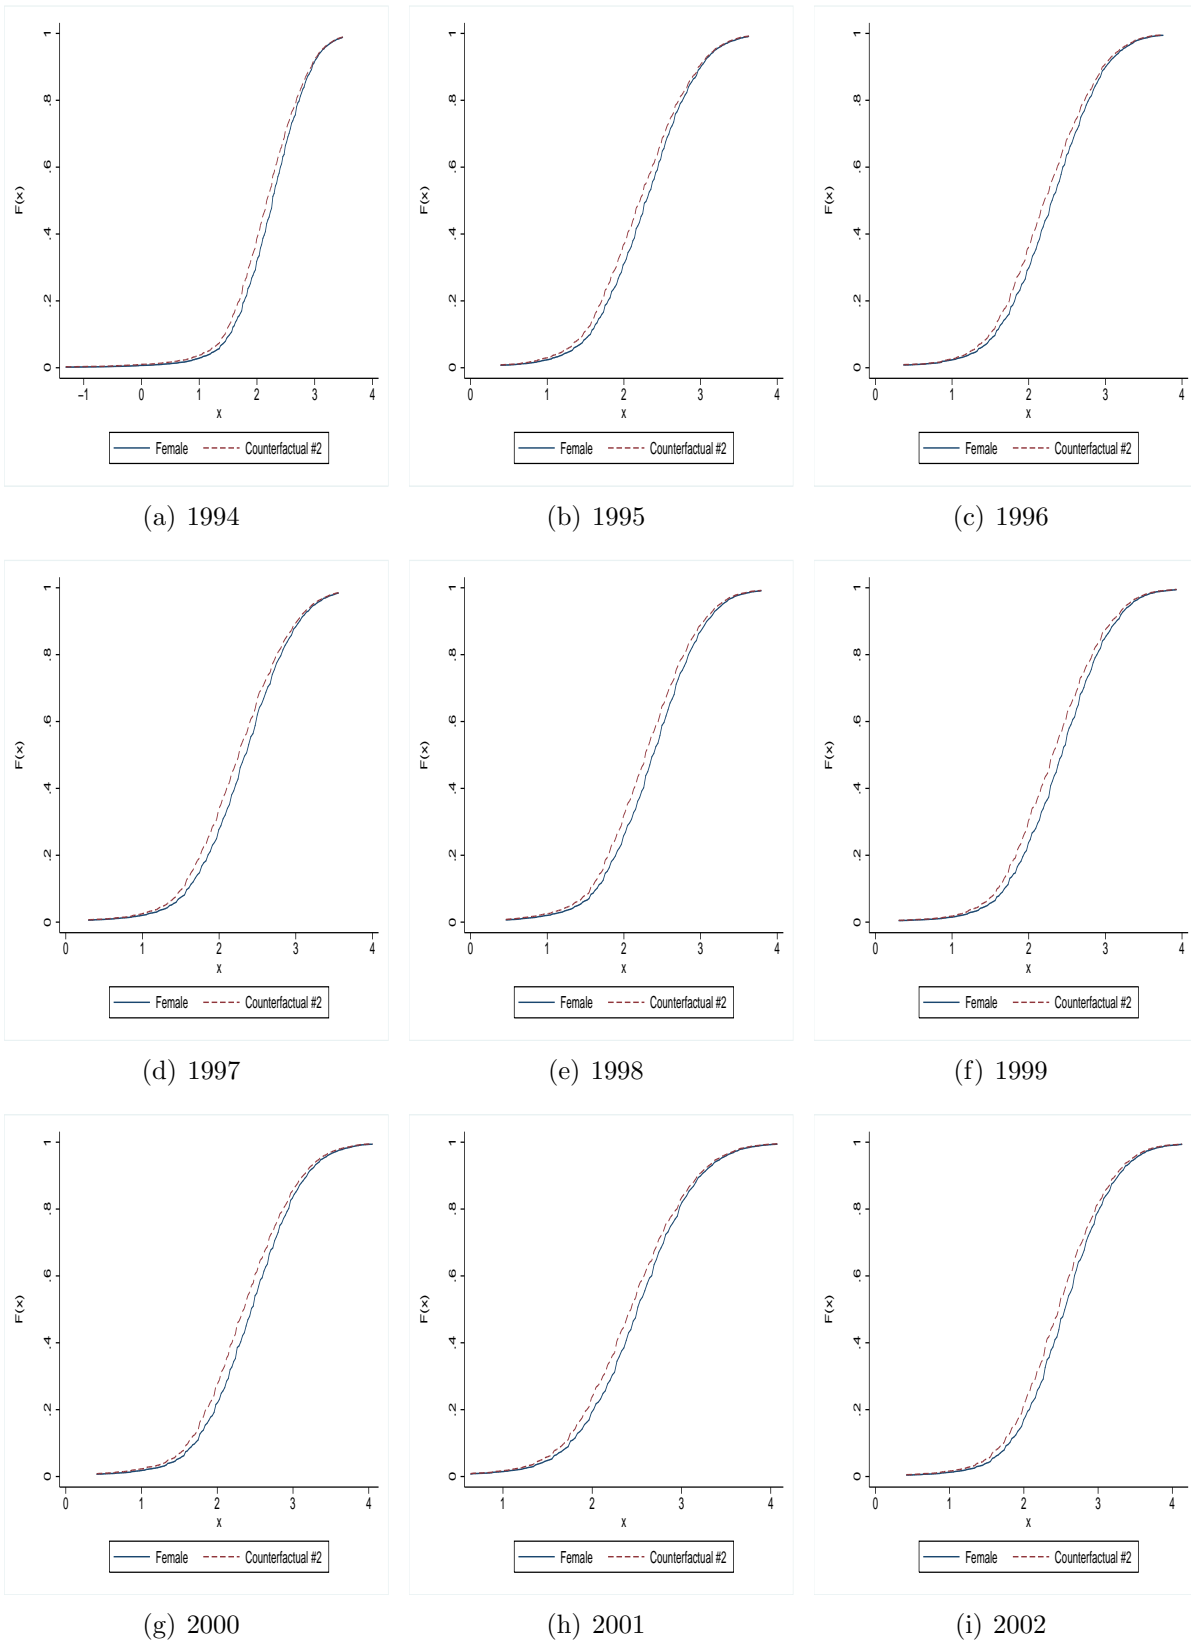 F(x)
1
.8
.6
.4
.2
0
−1 0 1 2 3 4
x
Female Counterfactual #2
(a) 1994
F(x)
1
.8
.6
.4
.2
0
0 1 2 3 4
x
Female Counterfactual #2
(b) 1995
F(x)
1
.8
.6
.4
.2
0
0 1 2 3 4
x
Female Counterfactual #2
(c) 1996
F(x)
1
.8
.6
.4
.2
0
0 1 2 3 4
x
Female Counterfactual #2
(d) 1997
F(x)
1
.8
.6
.4
.2
0
0 1 2 3 4
x
Female Counterfactual #2
(e) 1998
F(x)
1
.8
.6
.4
.2
0
0 1 2 3 4
x
Female Counterfactual #2
(f) 1999
F(x)
1
.8
.6
.4
.2
0
0 1 2 3 4
x
Female Counterfactual #2
(g) 2000
F(x)
1
.8
.6
.4
.2
0
1 2 3 4
x
Female Counterfactual #2
(h) 2001
F(x)
1
.8
.6
.4
.2
0
0 1 2 3 4
x
Female Counterfactual #2
(i) 2002